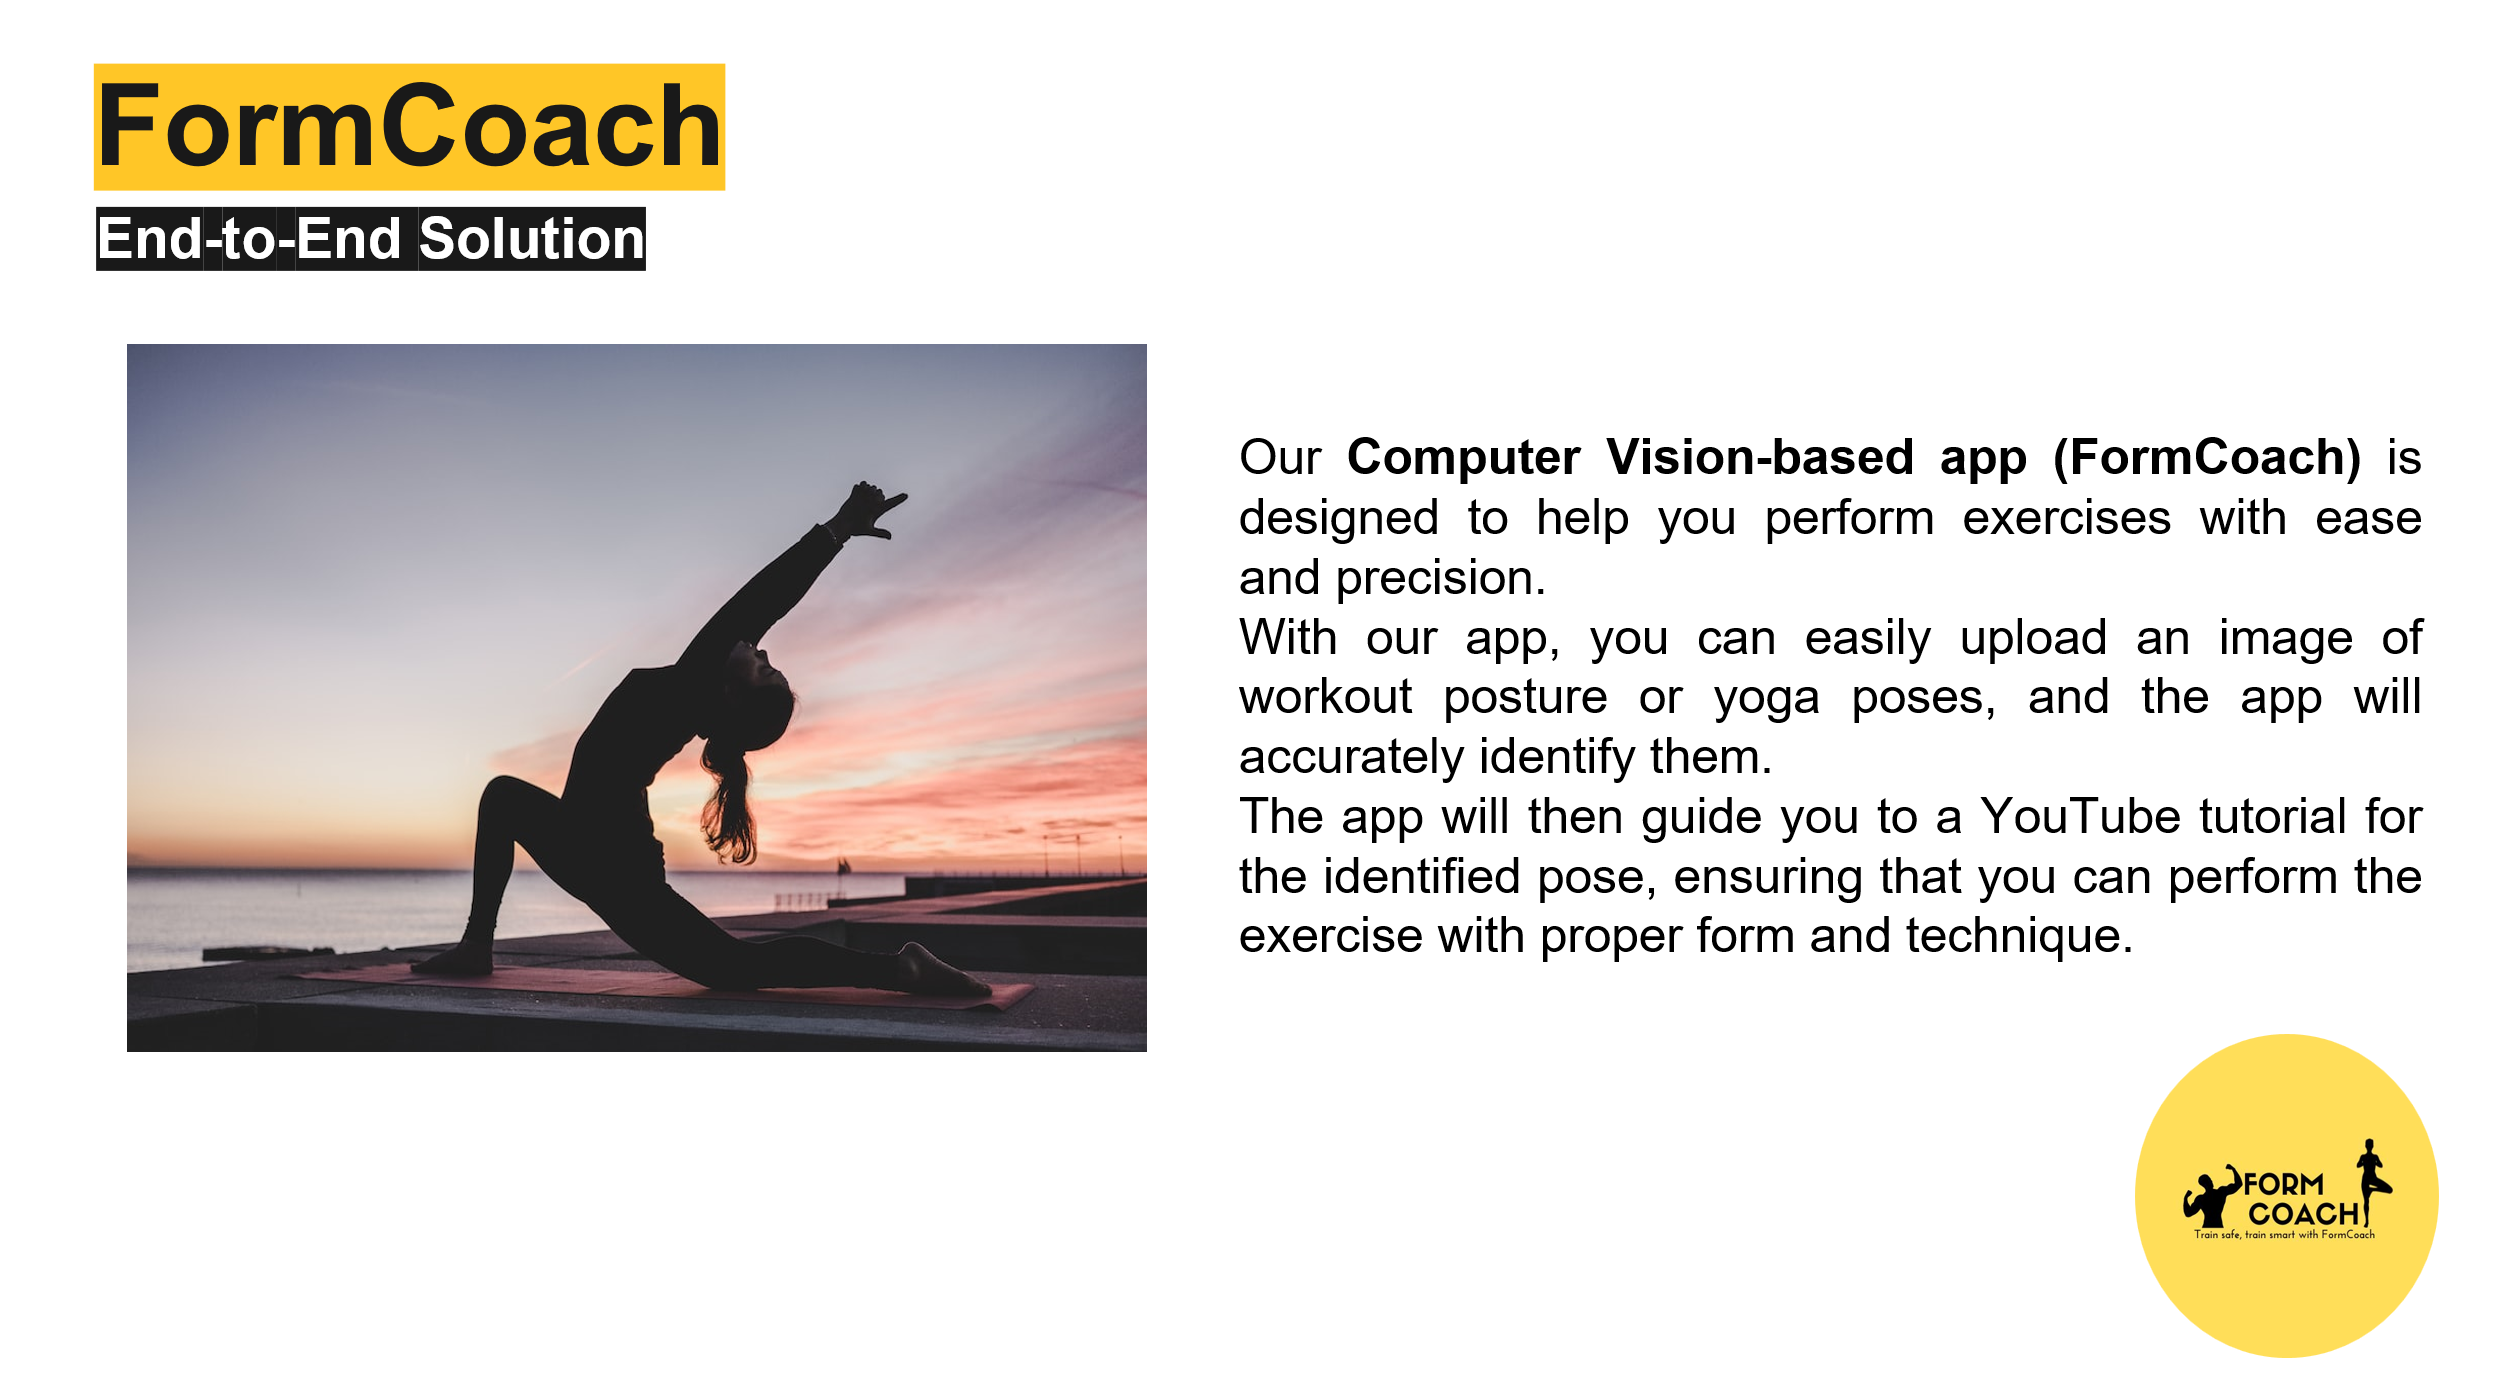 FormCoach
End-to-End Solution
Our Computer Vision-based app (FormCoach) is
designed to help you perform exercises with ease
and precision.
With our app, you can easily upload an image of
workout posture or yoga poses, and the app will
accurately identify them.
The app will then guide you to a YouTube tutorial for
the identified pose, ensuring that you can perform the
exercise with proper form and technique.
FORM
COACH
Train safe, train smart with FormCoach